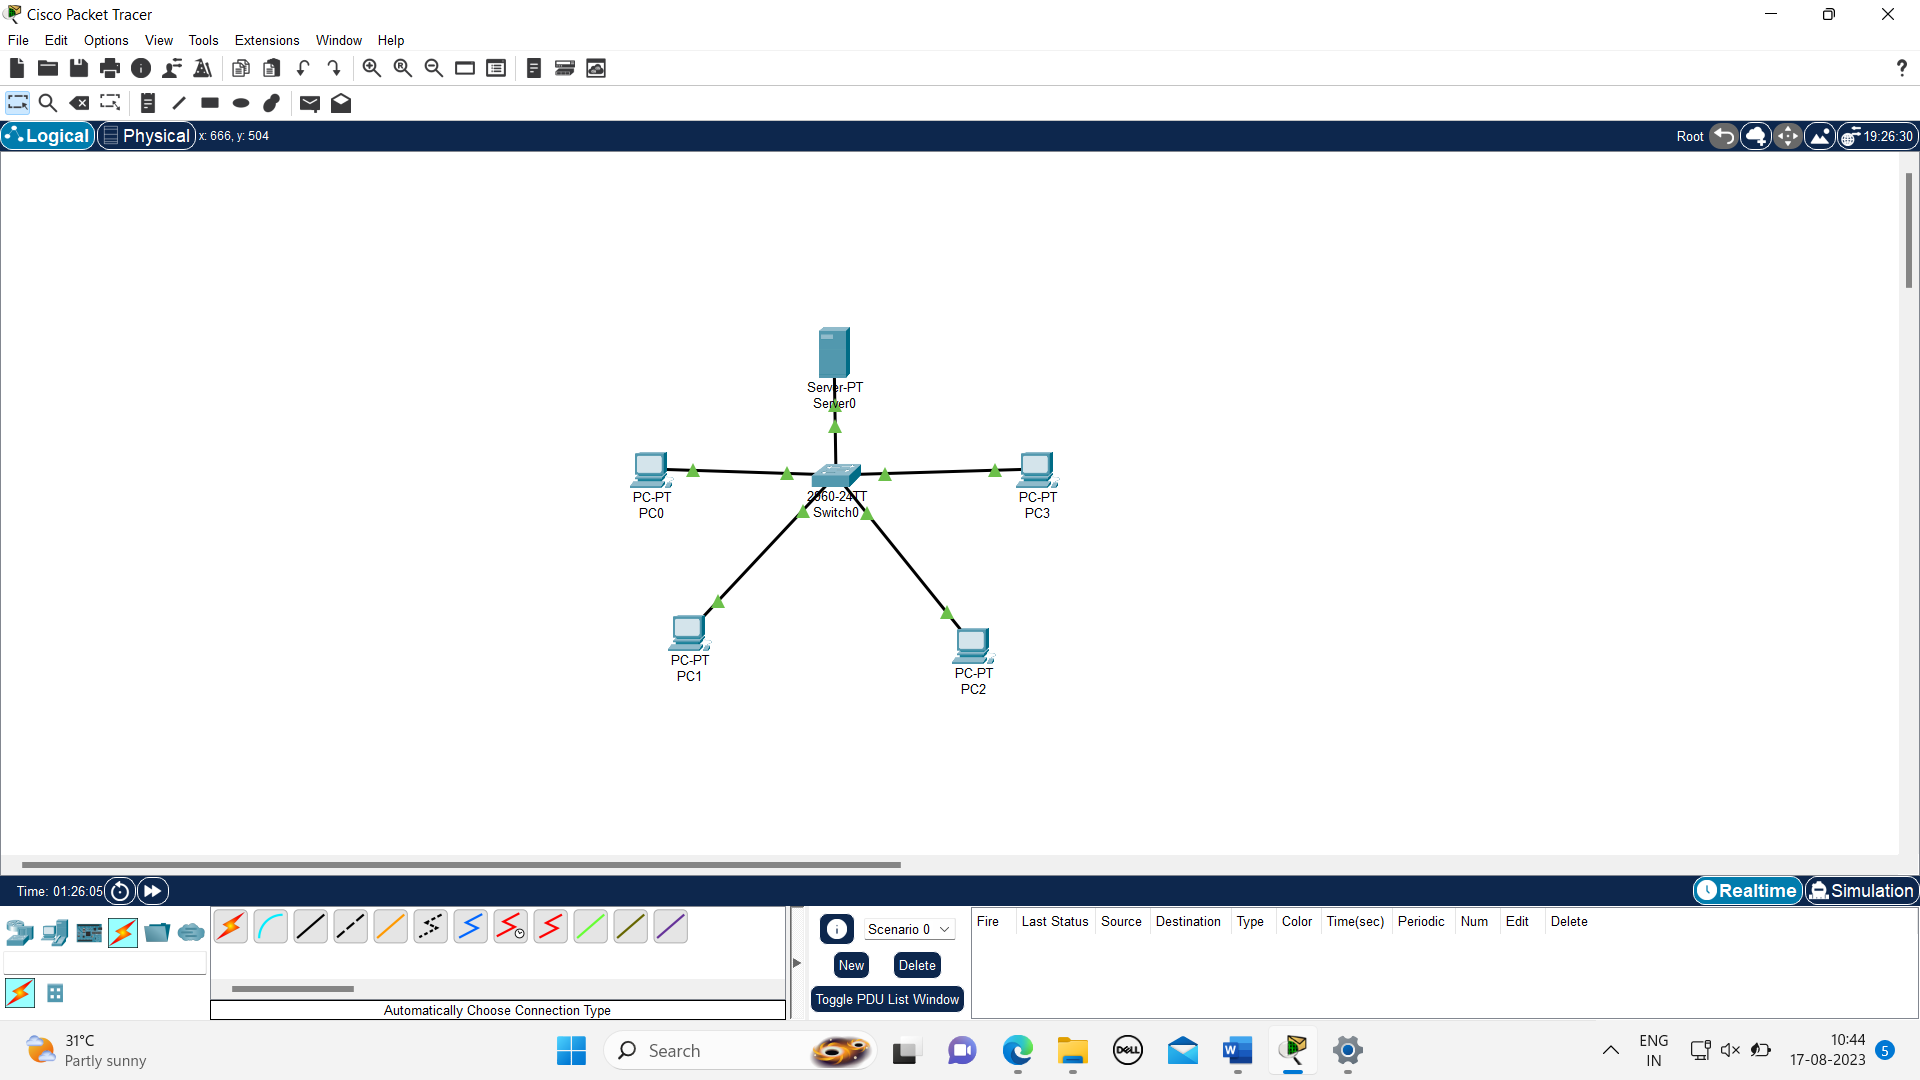 Cisco Packet Tracer
File Edit Options View Tools Extensions Window Help
?
Logical Physical x: 666, y: 504 Root 19:26:30
Server-PT
Server0
PC-PT
PC0
2960-24TT
Switch0
PC-PT
PC3
PC-PT
PC1
PC-PT
PC2
Time: 01:26:05 Realtime Simulation
Scenario 0
New Delete
Toggle PDU List Window
Fire Last Status Source Destination Type Color Time(sec) Periodic Num Edit Delete
Automatically Choose Connection Type
31°C
Partly sunny
Search
DELL
W
ENG
IN
10:44
17-08-2023
5